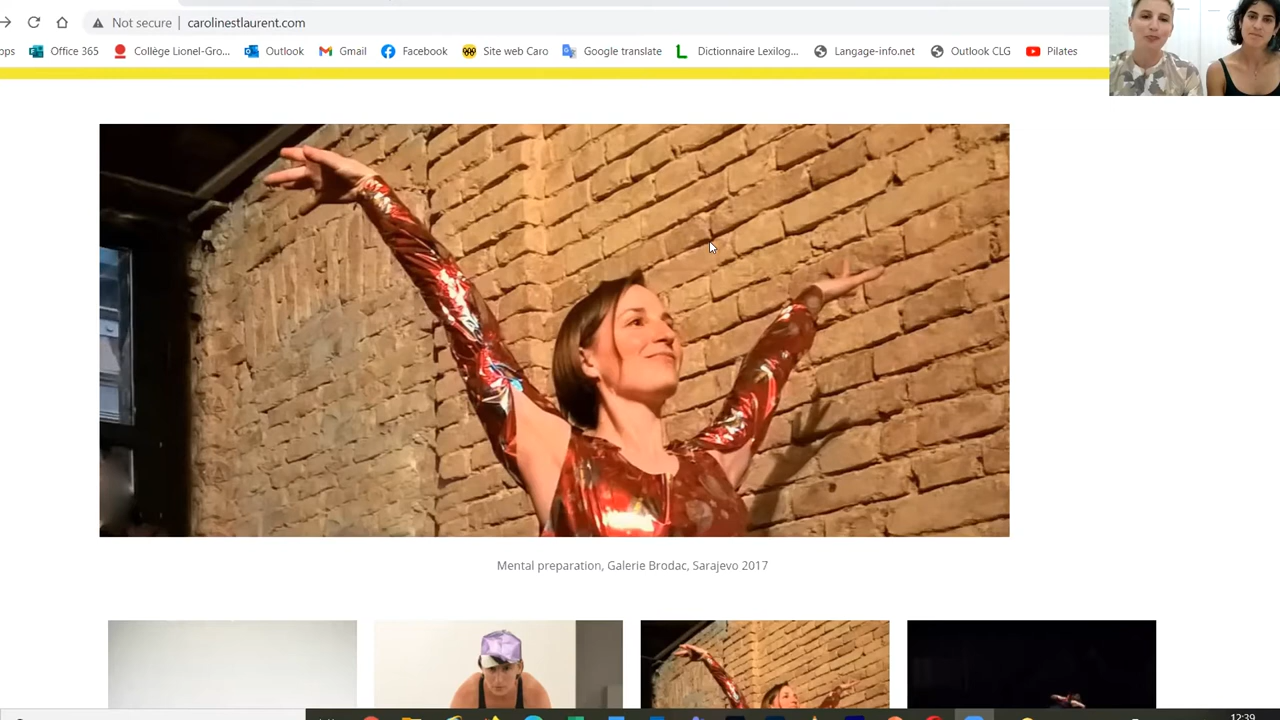 Not secure | carolinestlaurent.com
Office 365 Collège Lionel-Gro... Outlook Gmail Facebook Site web Caro Google translate Dictionnaire Lexilog... Langage-info.net Outlook CLG Pilates
Mental preparation, Galerie Brodac, Sarajevo 2017
12:39